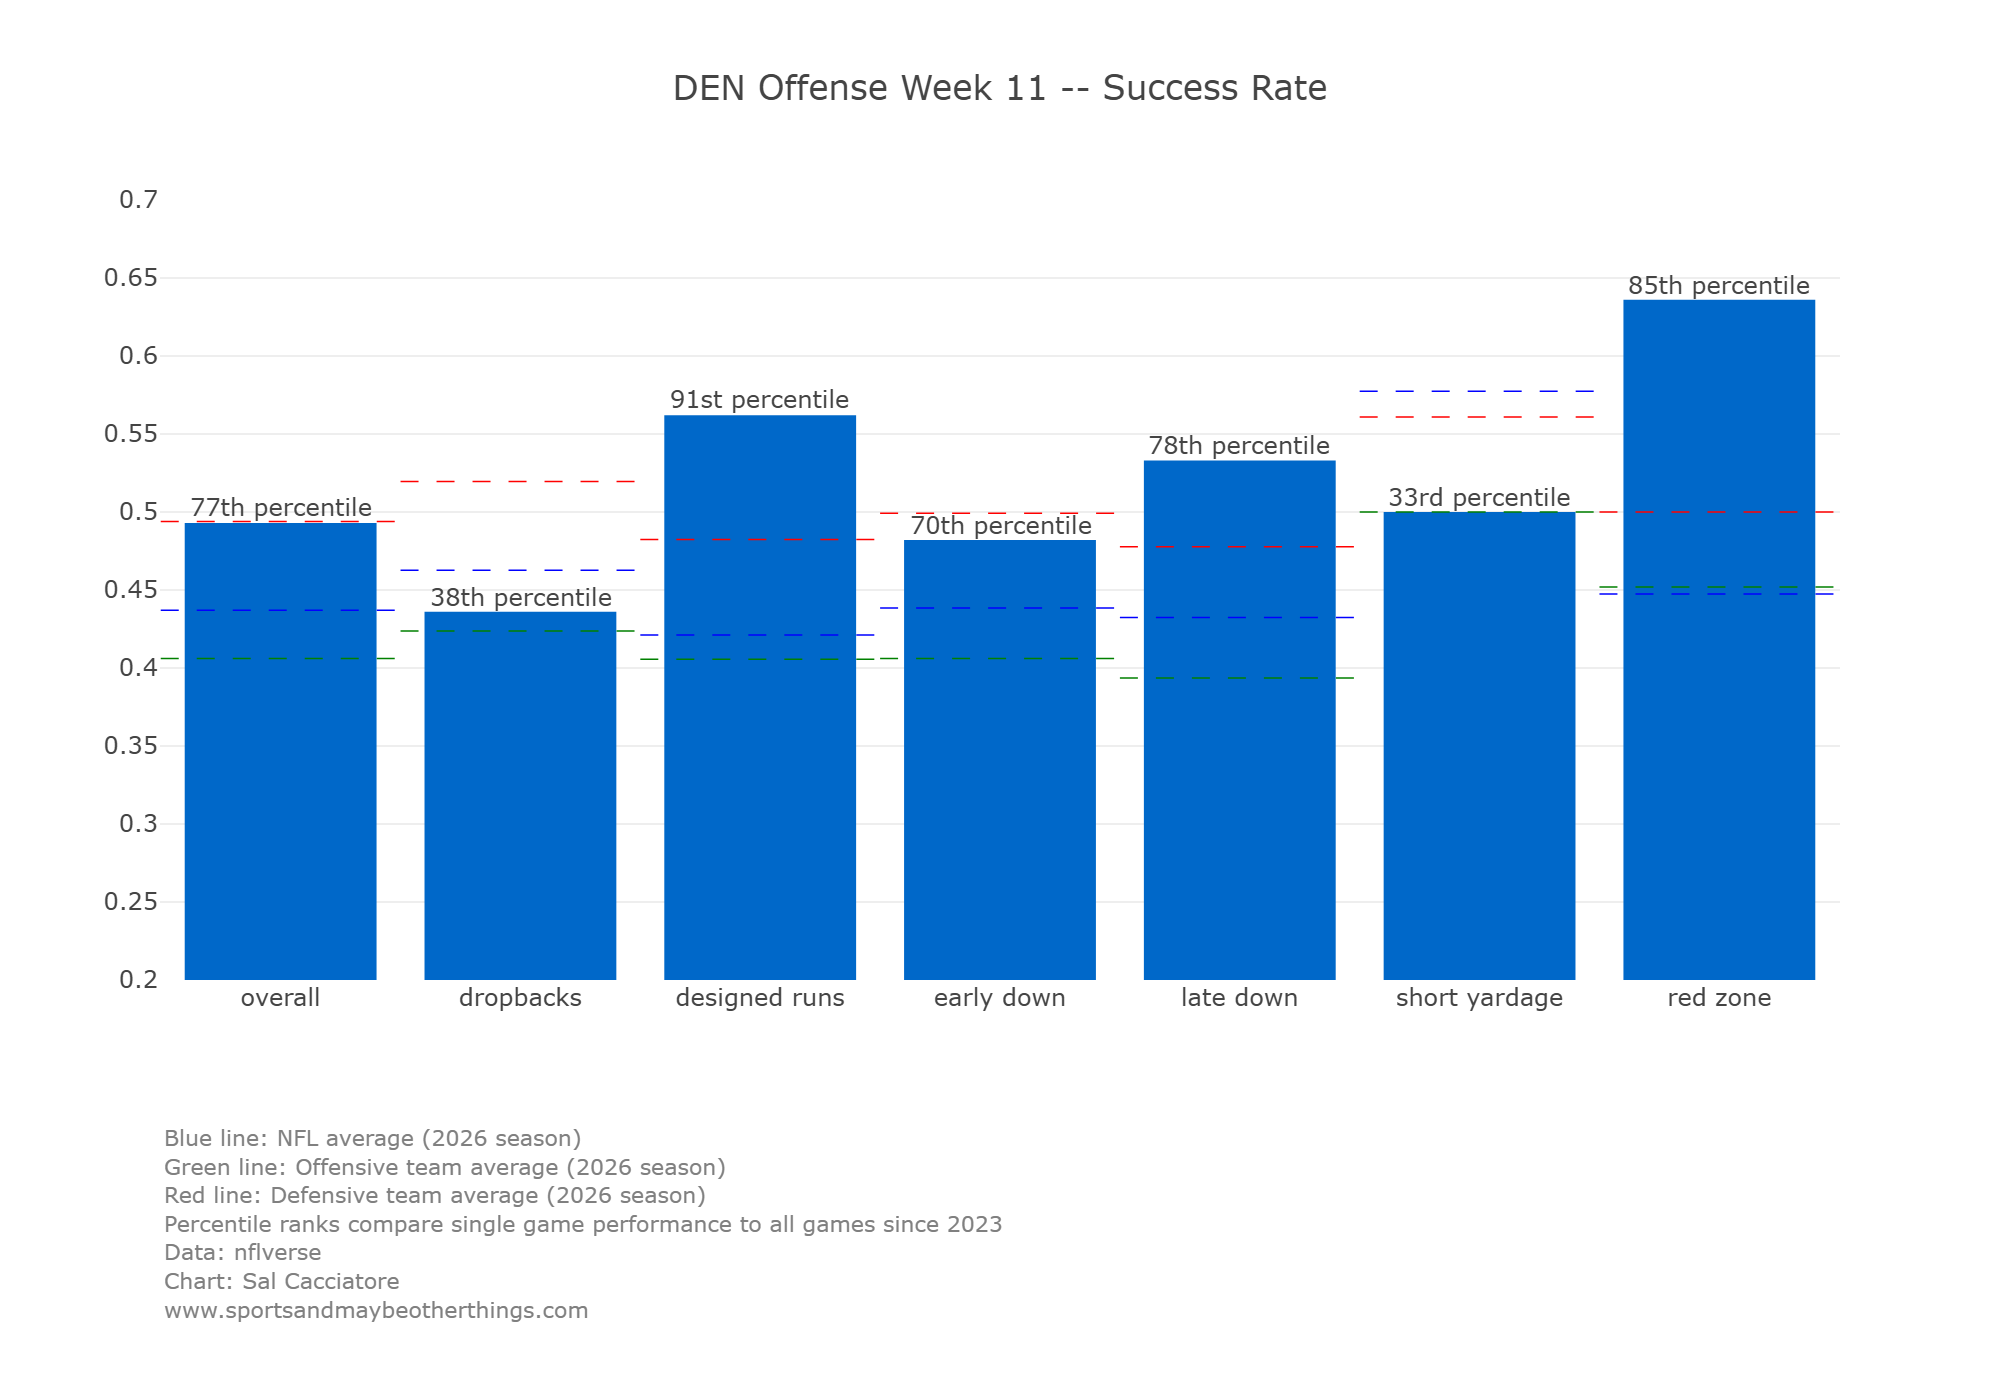 DEN Offense Week 11 -- Success Rate
0.7
0.65
0.6
0.55
0.5
0.45
0.4
0.35
0.3
0.25
0.2
77th percentile
38th percentile
91st percentile
70th percentile
78th percentile
33rd percentile
85th percentile
overall
dropbacks
designed runs
early down
late down
short yardage
red zone
Blue line: NFL average (2026 season)
Green line: Offensive team average (2026 season)
Red line: Defensive team average (2026 season)
Percentile ranks compare single game performance to all games since 2023
Data: nflverse
Chart: Sal Cacciatore
www.sportsandmaybeotherthings.com